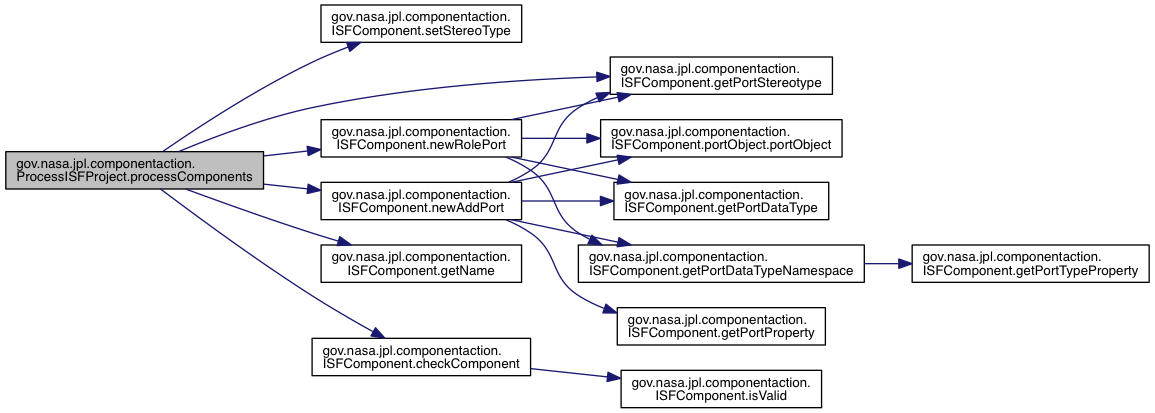 gov.nasa.jpl.componentaction.
ISFComponent.setStereoType
gov.nasa.jpl.componentaction.
ISFComponent.getPortStereotype
gov.nasa.jpl.componentaction.
ISFComponent.newRolePort
gov.nasa.jpl.componentaction.
ISFComponent.portObject.portObject
gov.nasa.jpl.componentaction.
ProcessISFProject.processComponents
gov.nasa.jpl.componentaction.
ISFComponent.newAddPort
gov.nasa.jpl.componentaction.
ISFComponent.getPortDataType
gov.nasa.jpl.componentaction.
ISFComponent.getName
gov.nasa.jpl.componentaction.
ISFComponent.getPortDataTypeNamespace
gov.nasa.jpl.componentaction.
ISFComponent.getPortTypeProperty
gov.nasa.jpl.componentaction.
ISFComponent.getPortProperty
gov.nasa.jpl.componentaction.
ISFComponent.checkComponent
gov.nasa.jpl.componentaction.
ISFComponent.isValid